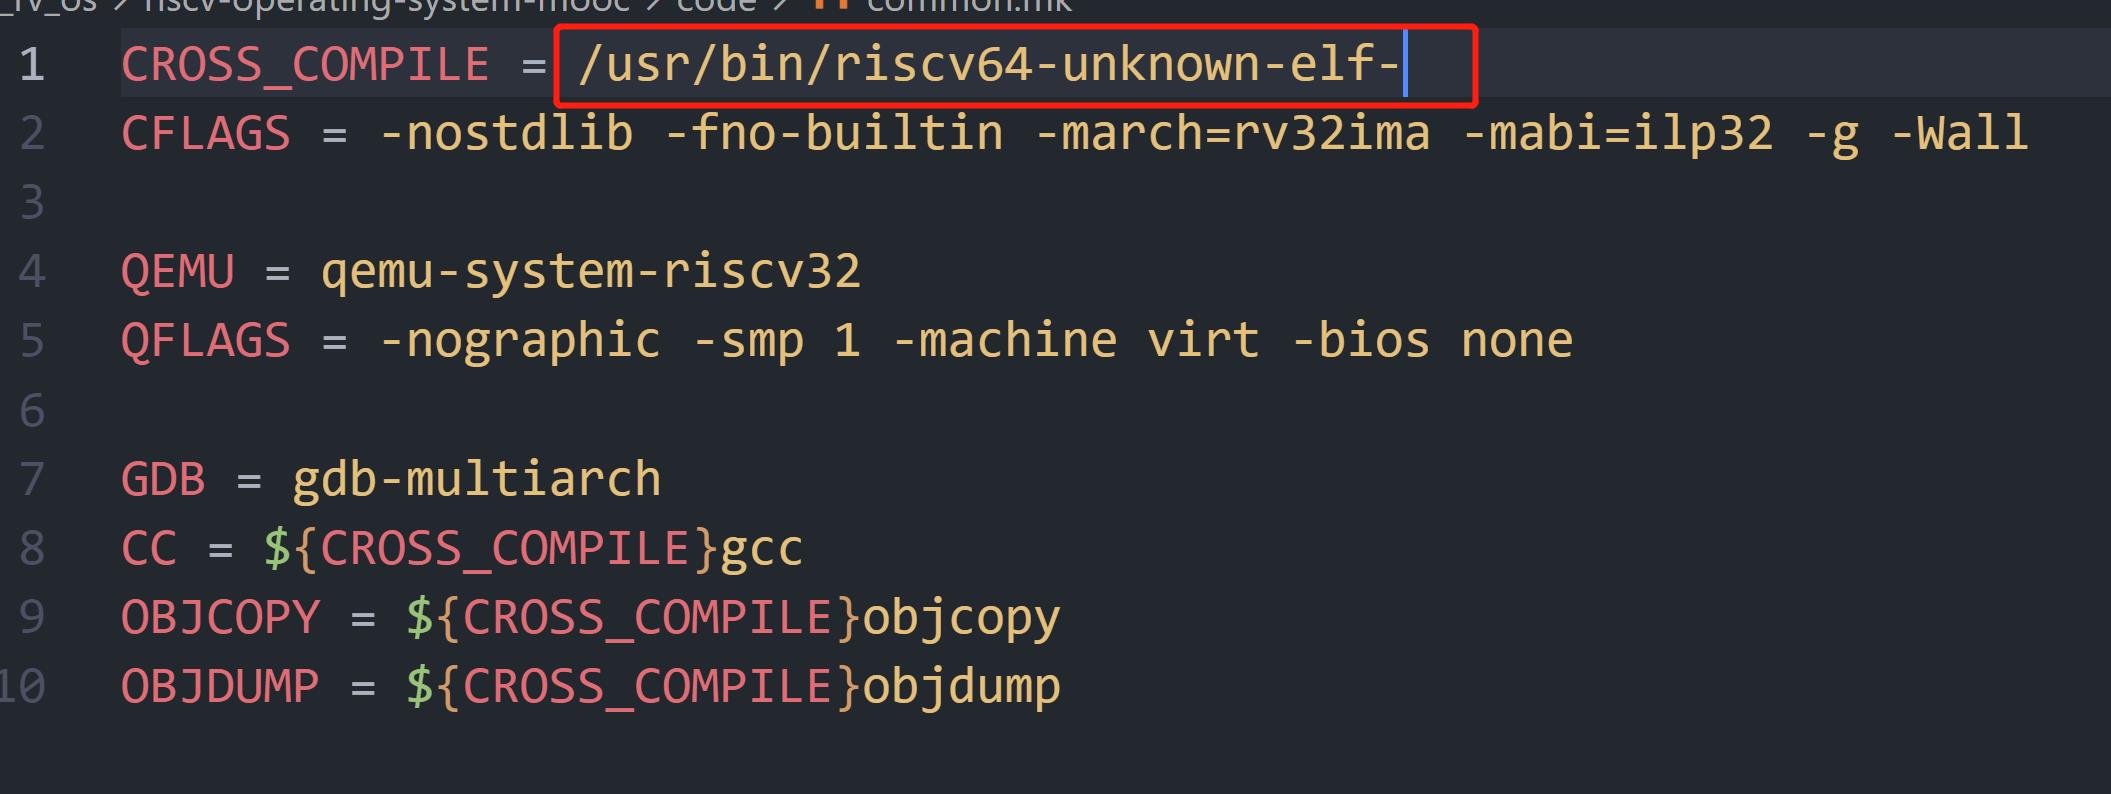 _rv_os > riscv-operating-system-mooc > code > common.mk
1 CROSS_COMPILE = /usr/bin/riscv64-unknown-elf-
2 CFLAGS = -nostdlib -fno-builtin -march=rv32ima -mabi=ilp32 -g -Wall
3
4 QEMU = qemu-system-riscv32
5 QFLAGS = -nographic -smp 1 -machine virt -bios none
6
7 GDB = gdb-multiarch
8 CC = ${CROSS_COMPILE}gcc
9 OBJCOPY = ${CROSS_COMPILE}objcopy
10 OBJDUMP = ${CROSS_COMPILE}objdump